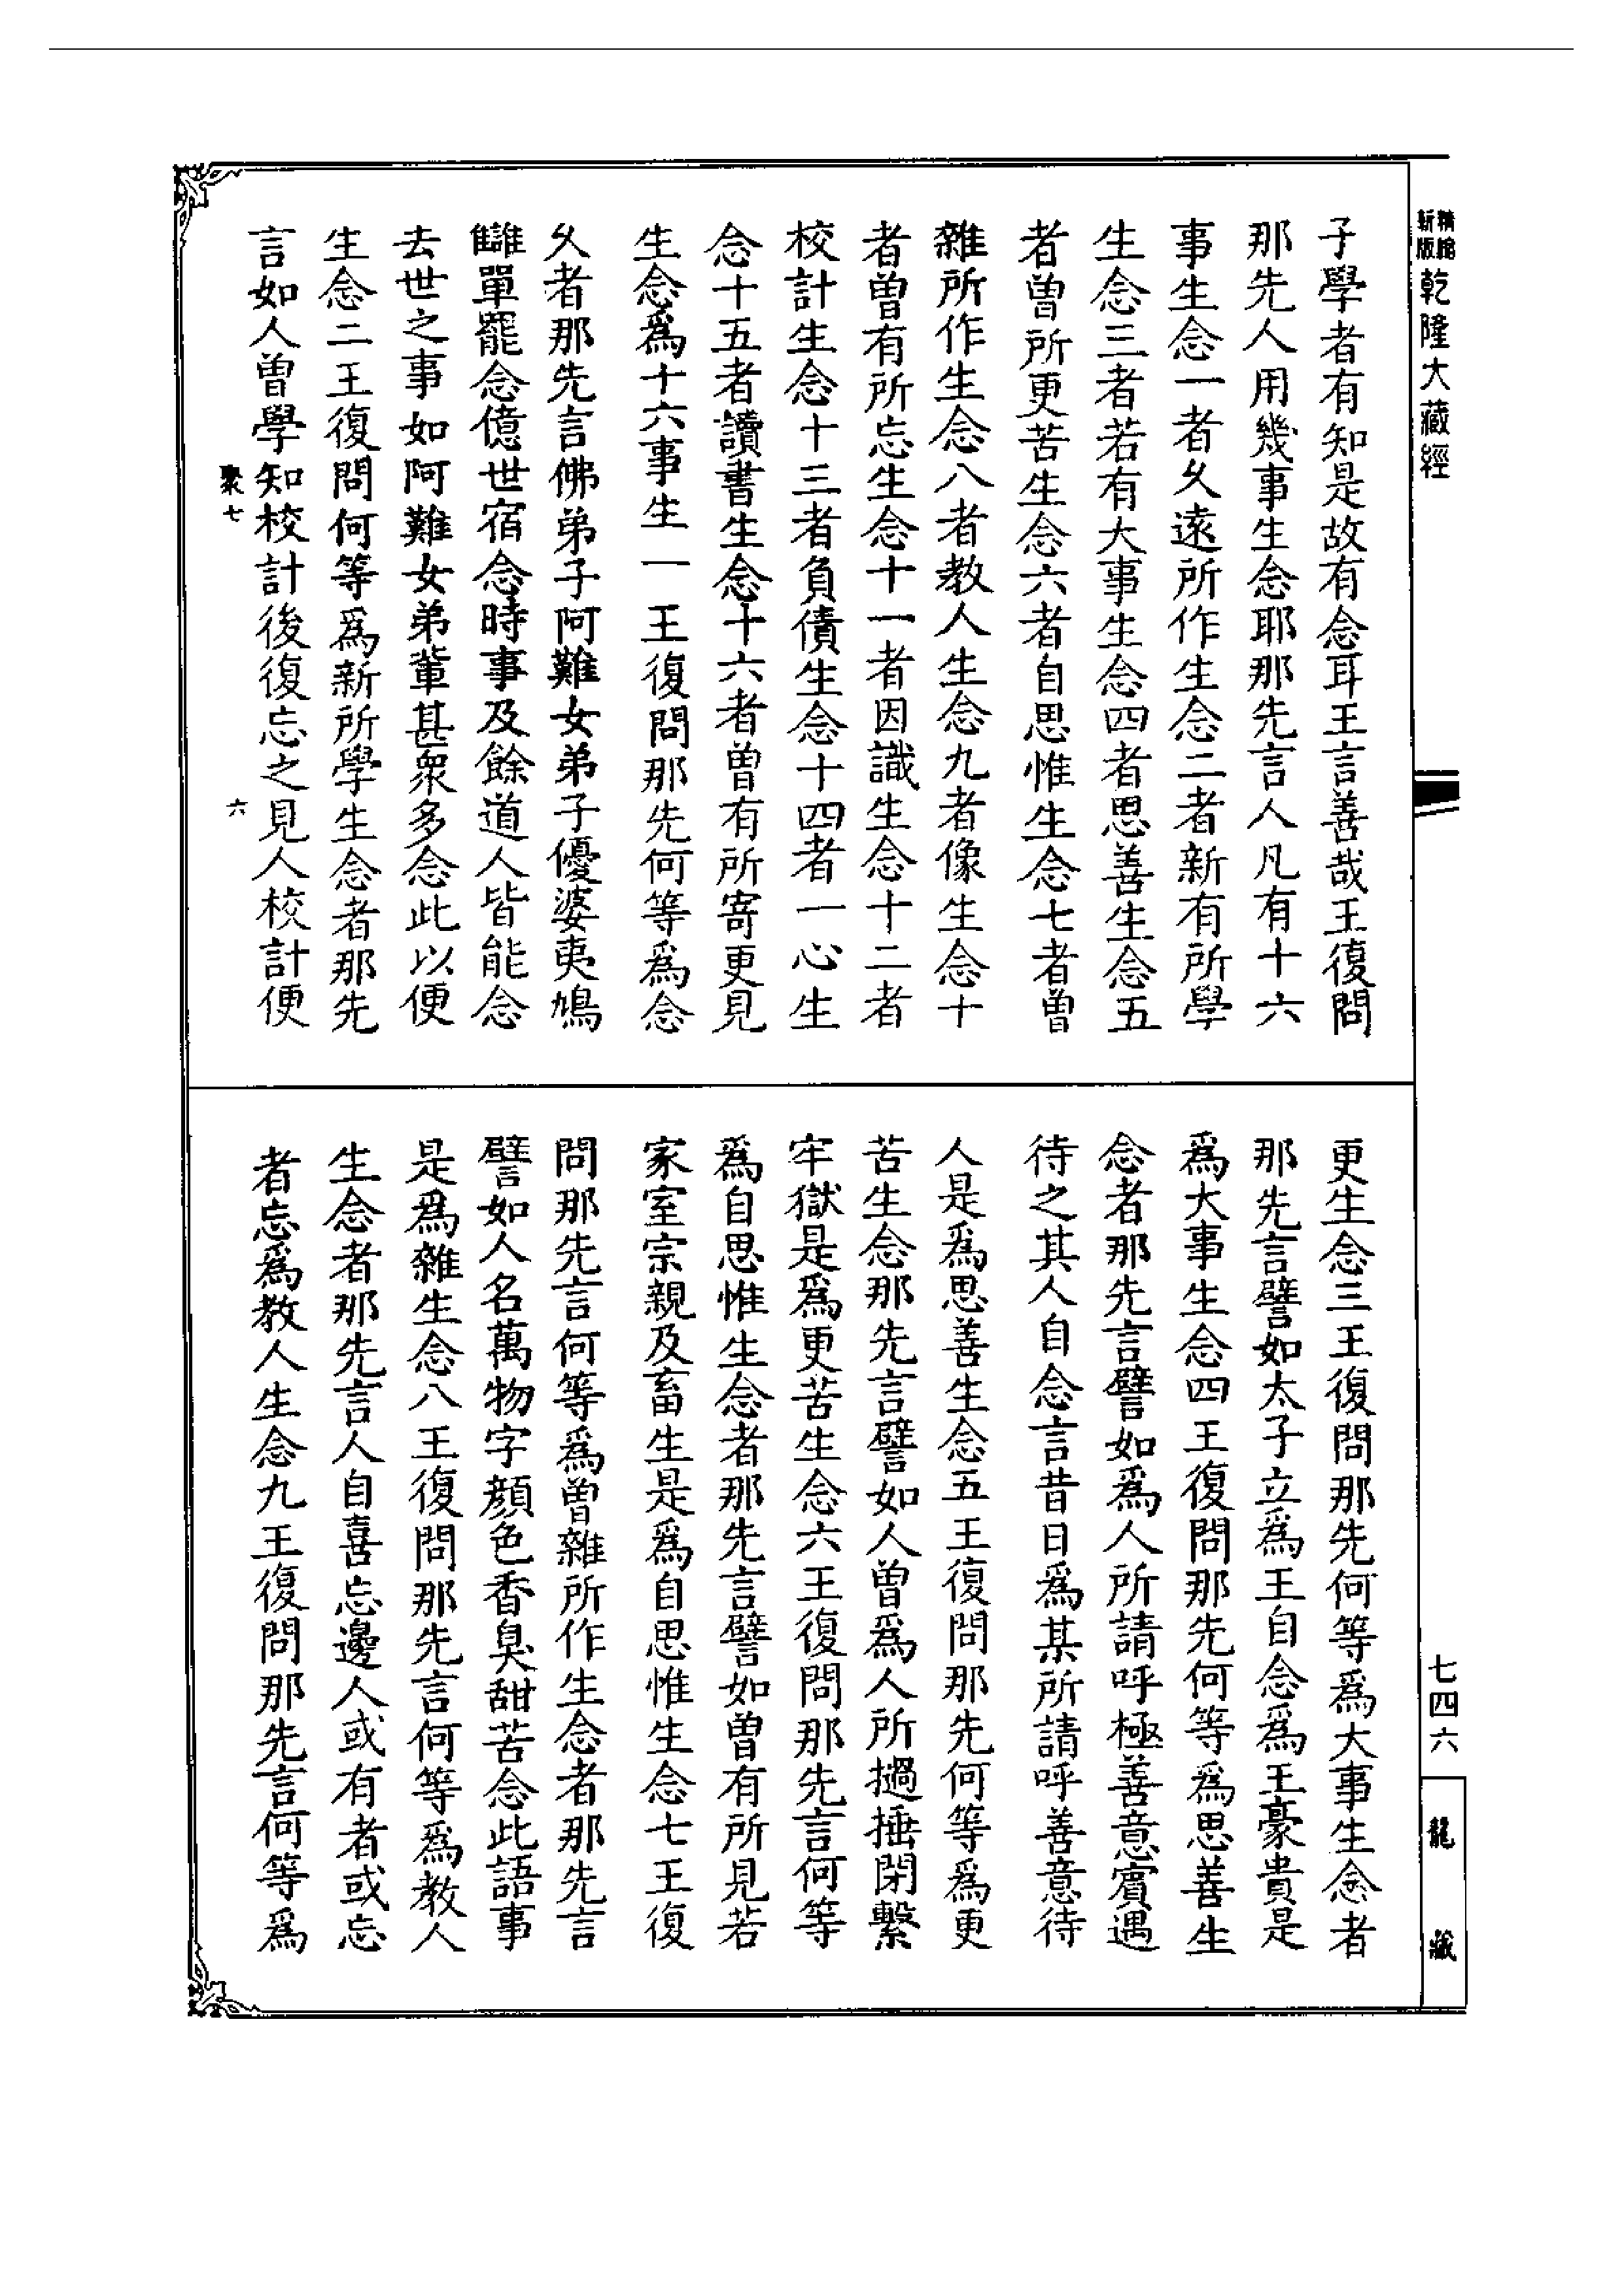 精縮新版乾隆大藏經
子學者有知是故有念耳王言善哉王復問
那先人用幾事生念耶那先言人凡有十六
事生念一者久遠所作生念二者新有所學
生念三者若有大事生念四者思善生念五
者曾所更苦生念六者自思惟生念七者曾
雜所作生念八者教人生念九者像生念十
者曾有所忘生念十一者因識生念十二者
校計生念十三者負債生念十四者一心生
念十五者讀書生念十六者曾有所寄更見
生念爲十六事生一王復問那先何等爲念
久者那先言佛弟子阿難女弟子優婆夷鳩
讎單罷念億世宿念時事及餘道人皆能念
去世之事如阿難女弟輩甚衆多念此以便
生念二王復問何等爲新所學生念者那先
言如人曾學知校計後復忘之見人校計便
聚七 六
更生念三王復問那先何等爲大事生念者
那先言譬如太子立爲王自念爲王豪貴是
爲大事生念四王復問那先何等爲思善生
念者那先言譬如爲人所請呼極善意賓遇
待之其人自念言昔日爲某所請呼善意待
人是爲思善生念五王復問那先何等爲更
苦生念那先言譬如人曾爲人所撾捶閉繫
牢獄是爲更苦生念六王復問那先言何等
爲自思惟生念者那先言譬如曾有所見若
家室宗親及畜生是爲自思惟生念七王復
問那先言何等爲曾雜所作生念者那先言
譬如人名萬物字顏色香臭甜苦念此語事
是爲雜生念八王復問那先言何等爲教人
生念者那先言人自喜忘邊人或有者或忘
者忘爲教人生念九王復問那先言何等爲
七四六
龍藏